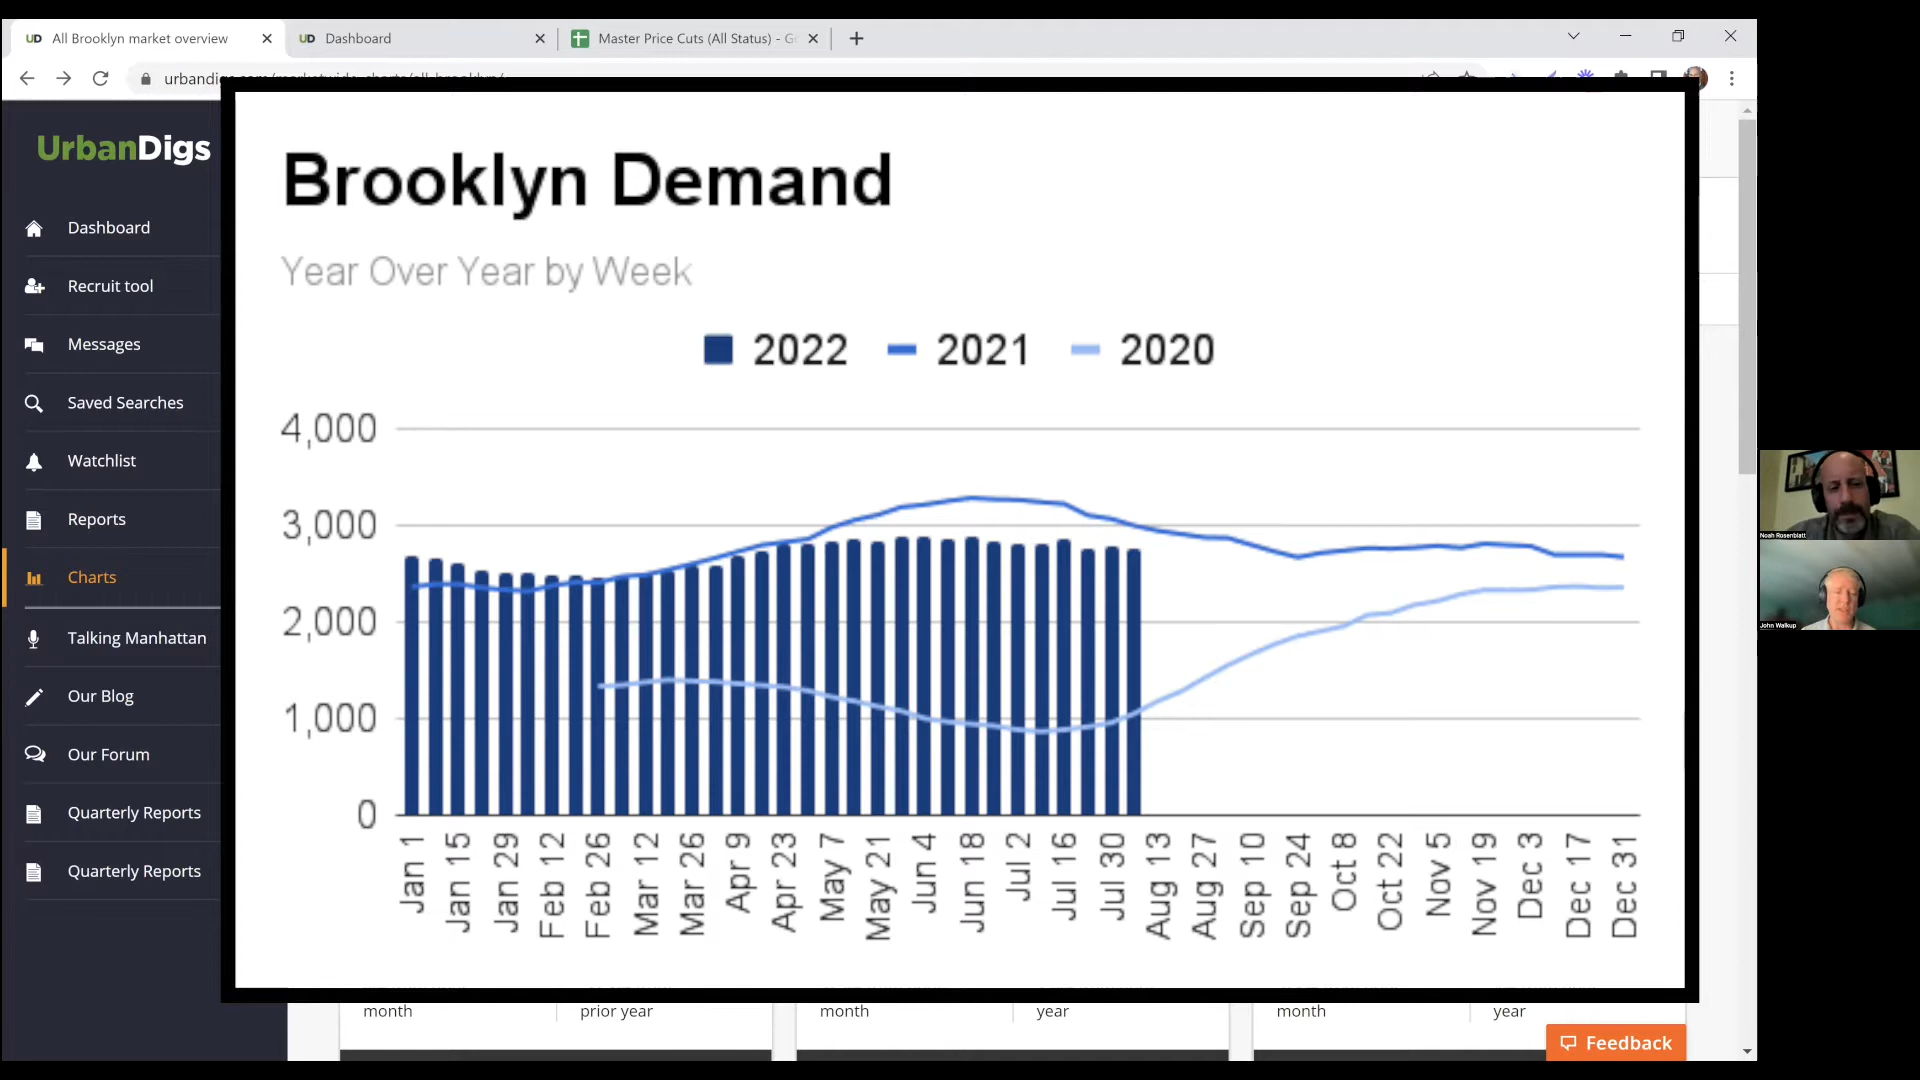 All Brooklyn market overview
UD Dashboard
Master Price Cuts (All Status) - G
UrbanDigs
Dashboard
Recruit tool
Messages
Saved Searches
Watchlist
Reports
Charts
Talking Manhattan
Our Blog
Our Forum
Quarterly Reports
Quarterly Reports
Brooklyn Demand
Year Over Year by Week
2022 2021 2020
4,000
3,000
2,000
1,000
0
Jan 1 Jan 15 Jan 29 Feb 12 Feb 26 Mar 12 Mar 26 Apr 9 Apr 23 May 7 May 21 Jun 4 Jun 18 Jul 2 Jul 16 Jul 30 Aug 13 Aug 27 Sep 10 Sep 24 Oct 8 Oct 22 Nov 5 Nov 19 Dec 3 Dec 17 Dec 31
month prior year month year month year
Feedback
Noah Rosenblatt
John Walkup